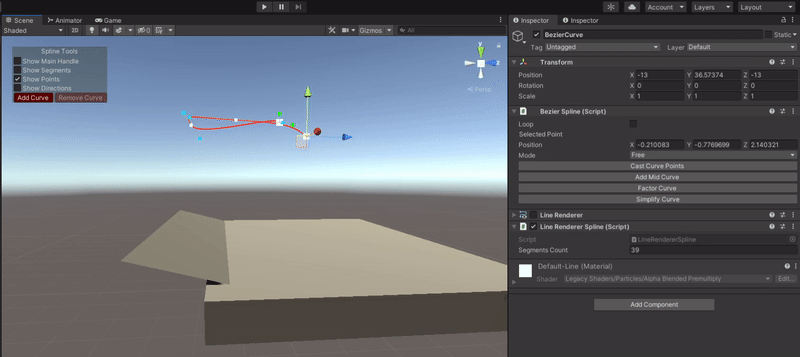 Account Layers Layout
Scene Animator Game
Shaded 2D 0 Gizmos All
Spline Tools
Show Main Handle
Show Segments
Show Points
Show Directions
Add Curve Remove Curve
y
z
Persp
Inspector Inspector
BezierCurve Static
Tag Untagged Layer Default
Transform
Position X -13 Y 36.57374 Z -13
Rotation X 0 Y 0 Z 0
Scale X 1 Y 1 Z 1
Bezier Spline (Script)
Loop
Selected Point
Position X -0.210083 Y -0.7769699 Z 2.140321
Mode Free
Cast Curve Points
Add Mid Curve
Factor Curve
Simplify Curve
Line Renderer
Line Renderer Spline (Script)
Script LineRendererSpline
Segments Count 39
Default-Line (Material)
Shader Legacy Shaders/Particles/Alpha Blended Premultiply Edit...
Add Component